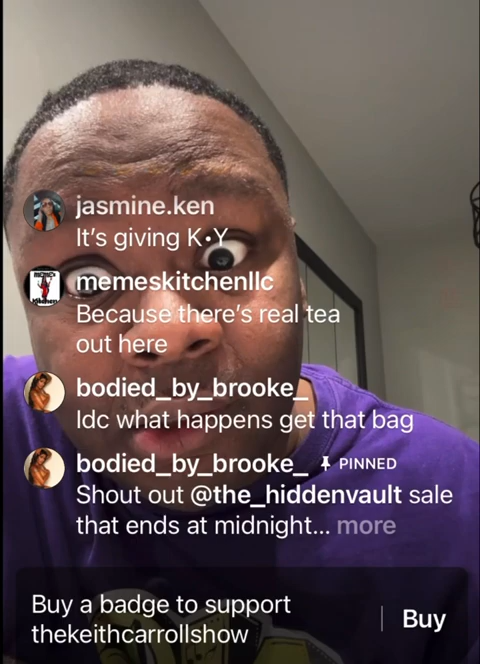 jasmine.ken
It's giving K•Y
memeskitchenllc
Because there's real tea
out here
bodied_by_brooke_
Idc what happens get that bag
bodied_by_brooke_ PINNED
Shout out @the_hiddenvault sale
that ends at midnight... more
Buy a badge to support
thekeithcarrollshow
Buy